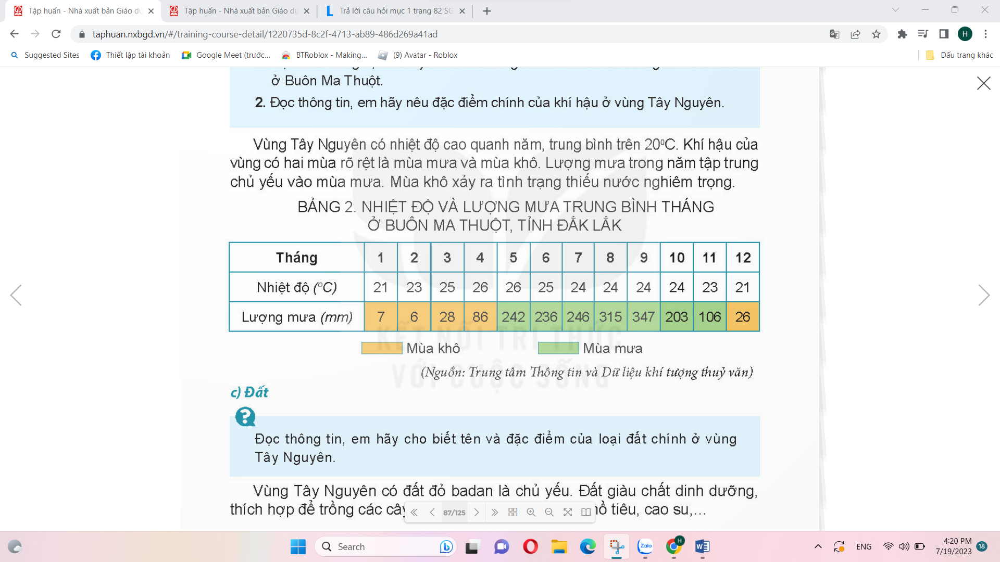 Tập huấn - Nhà xuất bản Giáo dụ
Tập huấn - Nhà xuất bản Giáo dụ
Trả lời câu hỏi mục 1 trang 82 SG
taphuan.nxbgd.vn/#/training-course-detail/1220735d-8c2f-4713-ab89-486d269a41ad
H
Suggested Sites
Thiết lập tài khoản
Google Meet (trước...
BTRoblox - Making...
(9) Avatar - Roblox
Dấu trang khác
ở Buôn Ma Thuột.
2. Đọc thông tin, em hãy nêu đặc điểm chính của khí hậu ở vùng Tây Nguyên.
Vùng Tây Nguyên có nhiệt độ cao quanh năm, trung bình trên 20°C. Khí hậu của
vùng có hai mùa rõ rệt là mùa mưa và mùa khô. Lượng mưa trong năm tập trung
chủ yếu vào mùa mưa. Mùa khô xảy ra tình trạng thiếu nước nghiêm trọng.
BẢNG 2. NHIỆT ĐỘ VÀ LƯỢNG MƯA TRUNG BÌNH THÁNG
Ở BUÔN MA THUỘT, TỈNH ĐẮK LẮK
Tháng 1 2 3 4 5 6 7 8 9 10 11 12
Nhiệt độ (°C) 21 23 25 26 26 25 24 24 24 24 23 21
Lượng mưa (mm) 7 6 28 86 242 236 246 315 347 203 106 26
KẾT NỐI TRI THỨC
Mùa khô Mùa mưa
VỚI CUỘC SỐNG
(Nguồn: Trung tâm Thông tin và Dữ liệu khí tượng thuỷ văn)
c) Đất
?
Đọc thông tin, em hãy cho biết tên và đặc điểm của loại đất chính ở vùng
Tây Nguyên.
Vùng Tây Nguyên có đất đỏ badan là chủ yếu. Đất giàu chất dinh dưỡng,
thích hợp để trồng các cây hồ tiêu, cao su,...
87/125
Search
Zalo
H
ENG
4:20 PM
7/19/2023
18